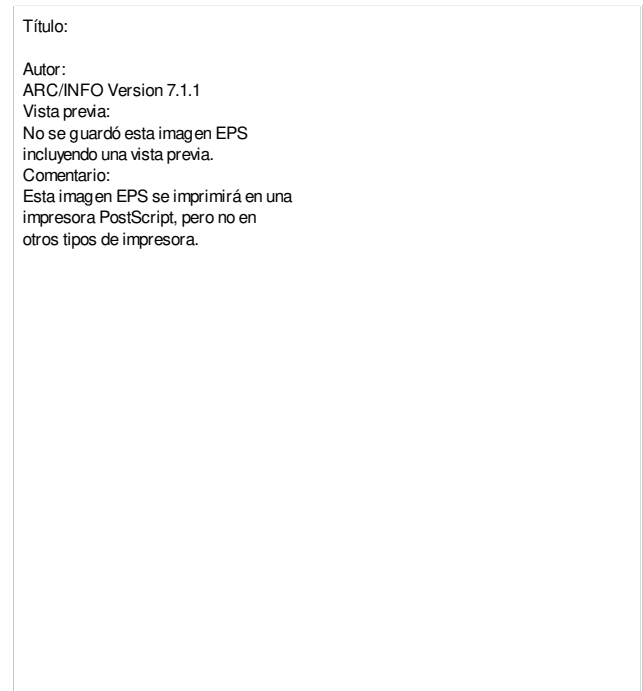 Título:
Autor:
ARC/INFO Version 7.1.1
Vista previa:
No se guardó esta imagen EPS
incluyendo una vista previa.
Comentario:
Esta imagen EPS se imprimirá en una
impresora PostScript, pero no en
otros tipos de impresora.